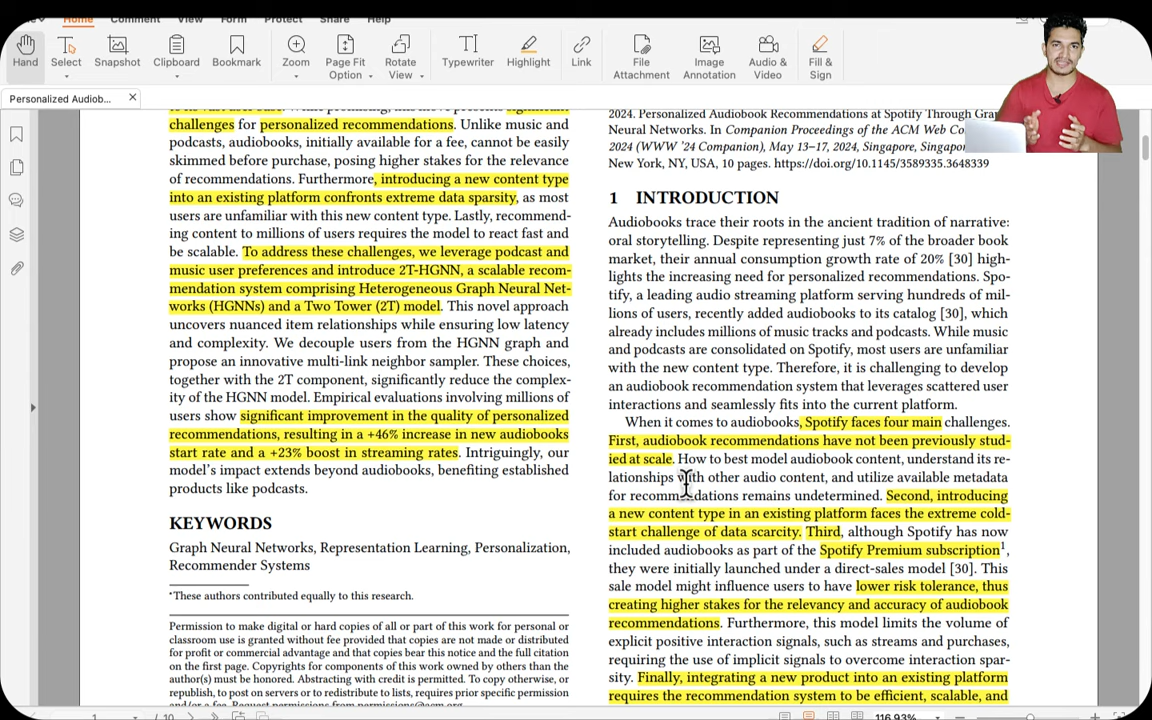 Home Comment View Form Protect Share Help
Hand
Select
Snapshot
Clipboard
Bookmark
Zoom
Page Fit
Option
Rotate
View
Typewriter
Highlight
Link
File
Attachment
Image
Annotation
Audio &
Video
Fill &
Sign
Personalized Audiob...
challenges for personalized recommendations. Unlike music and
podcasts, audiobooks, initially available for a fee, cannot be easily
skimmed before purchase, posing higher stakes for the relevance
of recommendations. Furthermore, introducing a new content type
into an existing platform confronts extreme data sparsity, as most
users are unfamiliar with this new content type. Lastly, recommend-
ing content to millions of users requires the model to react fast and
be scalable. To address these challenges, we leverage podcast and
music user preferences and introduce 2T-HGNN, a scalable recom-
mendation system comprising Heterogeneous Graph Neural Net-
works (HGNNs) and a Two Tower (2T) model. This novel approach
uncovers nuanced item relationships while ensuring low latency
and complexity. We decouple users from the HGNN graph and
propose an innovative multi-link neighbor sampler. These choices,
together with the 2T component, significantly reduce the complex-
ity of the HGNN model. Empirical evaluations involving millions of
users show significant improvement in the quality of personalized
recommendations, resulting in a +46% increase in new audiobooks
start rate and a +23% boost in streaming rates. Intriguingly, our
model's impact extends beyond audiobooks, benefiting established
products like podcasts.
KEYWORDS
Graph Neural Networks, Representation Learning, Personalization,
Recommender Systems
*These authors contributed equally to this research.
Permission to make digital or hard copies of all or part of this work for personal or
classroom use is granted without fee provided that copies are not made or distributed
for profit or commercial advantage and that copies bear this notice and the full citation
on the first page. Copyrights for components of this work owned by others than the
author(s) must be honored. Abstracting with credit is permitted. To copy otherwise, or
republish, to post on servers or to redistribute to lists, requires prior specific permission
and/or a fee. Request permissions from permissions@acm.org.
2024. Personalized Audiobook Recommendations at Spotify Through Grap
Neural Networks. In Companion Proceedings of the ACM Web Co
2024 (WWW '24 Companion), May 13–17, 2024, Singapore, Singapor
New York, NY, USA, 10 pages. https://doi.org/10.1145/3589335.3648339
1 INTRODUCTION
Audiobooks trace their roots in the ancient tradition of narrative:
oral storytelling. Despite representing just 7% of the broader book
market, their annual consumption growth rate of 20% [30] high-
lights the increasing need for personalized recommendations. Spo-
tify, a leading audio streaming platform serving hundreds of mil-
lions of users, recently added audiobooks to its catalog [30], which
already includes millions of music tracks and podcasts. While music
and podcasts are consolidated on Spotify, most users are unfamiliar
with the new content type. Therefore, it is challenging to develop
an audiobook recommendation system that leverages scattered user
interactions and seamlessly fits into the current platform.
When it comes to audiobooks, Spotify faces four main challenges.
First, audiobook recommendations have not been previously stud-
ied at scale. How to best model audiobook content, understand its re-
lationships with other audio content, and utilize available metadata
for recommendations remains undetermined. Second, introducing
a new content type in an existing platform faces the extreme cold-
start challenge of data scarcity. Third, although Spotify has now
included audiobooks as part of the Spotify Premium subscription1,
they were initially launched under a direct-sales model [30]. This
sale model might influence users to have lower risk tolerance, thus
creating higher stakes for the relevancy and accuracy of audiobook
recommendations. Furthermore, this model limits the volume of
explicit positive interaction signals, such as streams and purchases,
requiring the use of implicit signals to overcome interaction spar-
sity. Finally, integrating a new product into an existing platform
requires the recommendation system to be efficient, scalable, and
1 / 10
116.93%